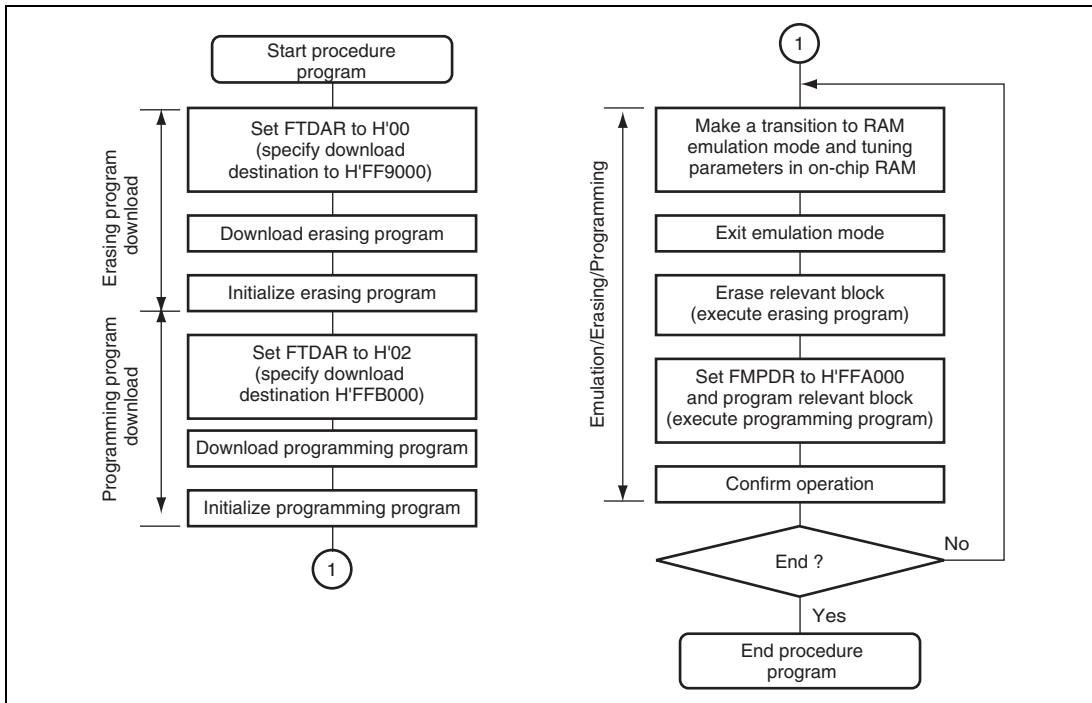 Start procedure
program
Erasing program
download
Set FTDAR to H'00
(specify download
destination to H'FF9000)
Download erasing program
Initialize erasing program
Programming program
download
Set FTDAR to H'02
(specify download
destination H'FFB000)
Download programming program
Initialize programming program
1
1
Emulation/Erasing/Programming
Make a transition to RAM
emulation mode and tuning
parameters in on-chip RAM
Exit emulation mode
Erase relevant block
(execute erasing program)
Set FMPDR to H'FFA000
and program relevant block
(execute programming program)
Confirm operation
End ?
No
Yes
End procedure
program